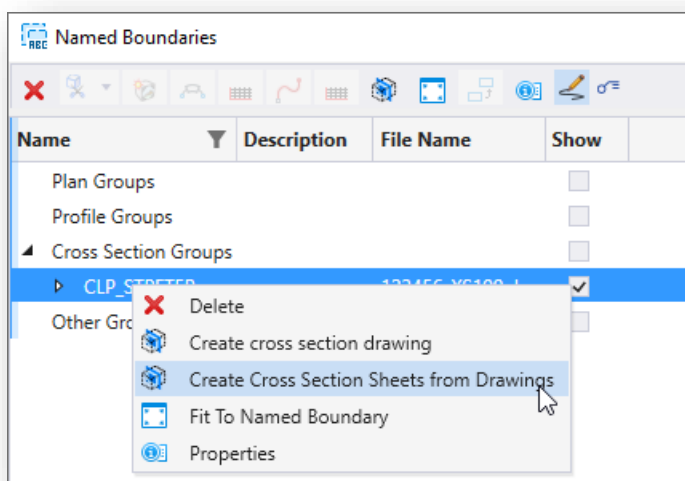 ABC Named Boundaries
Name Description File Name Show
Plan Groups
Profile Groups
Cross Section Groups
Other
Delete
Create cross section drawing
Create Cross Section Sheets from Drawings
Fit To Named Boundary
Properties